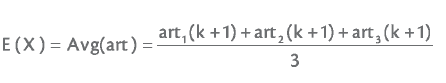 E ( X ) = Avg(art ) = art₁(k +1) + art₂(k +1) + art₃(k +1) / 3